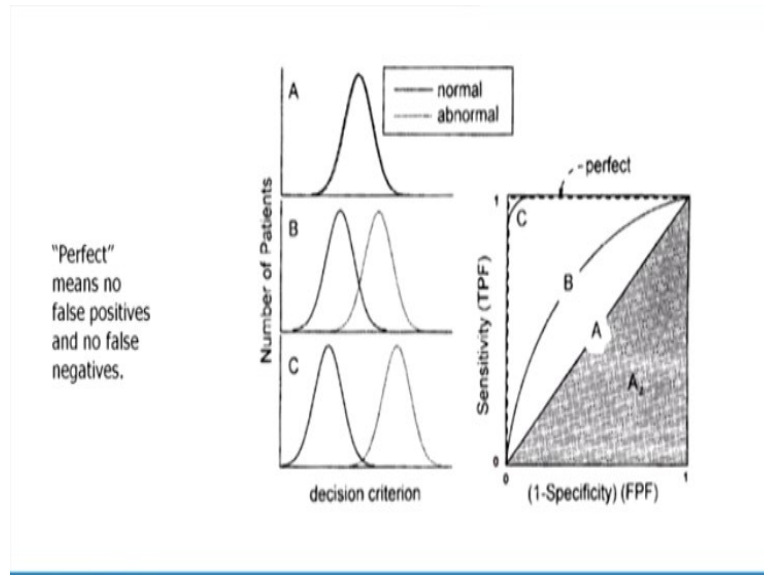 "Perfect"
means no
false positives
and no false
negatives.
Number of Patients
A
normal
abnormal
B
C
decision criterion
perfect
Sensitivity (TPF)
1
C
B
A
A₂
0
0
1
(1-Specificity) (FPF)